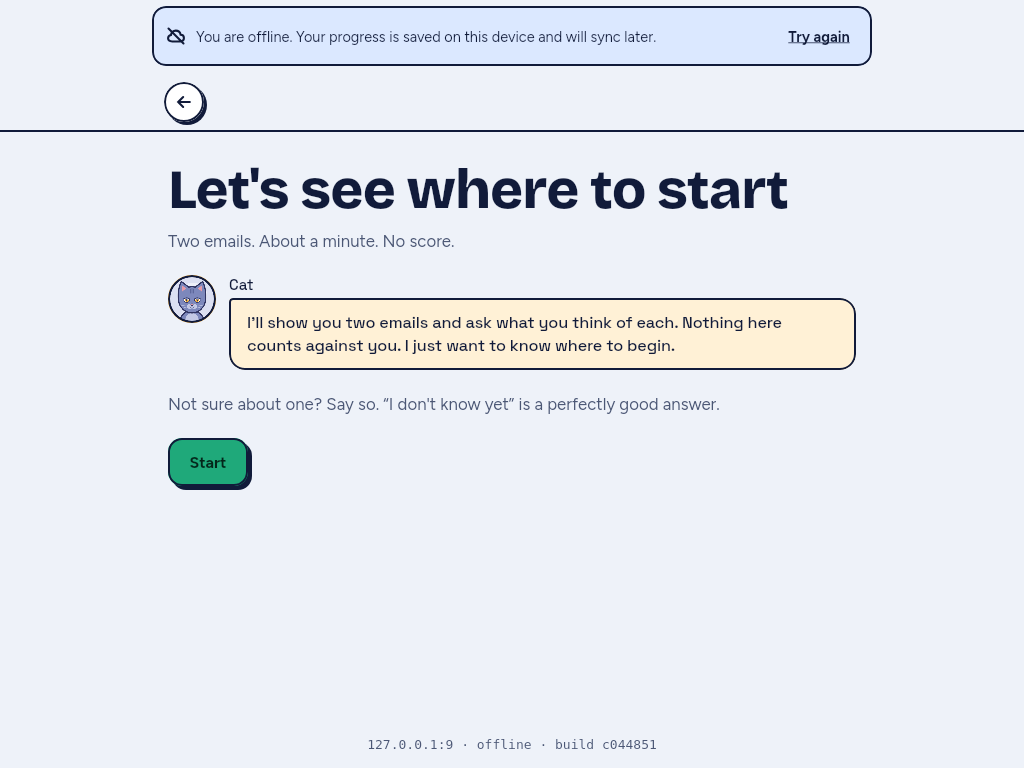 You are offline. Your progress is saved on this device and will sync later.
Try again
Let's see where to start
Two emails. About a minute. No score.
Cat
I'll show you two emails and ask what you think of each. Nothing here
counts against you. I just want to know where to begin.
Not sure about one? Say so. “I don't know yet” is a perfectly good answer.
Start
127.0.0.1:9 · offline · build c044851